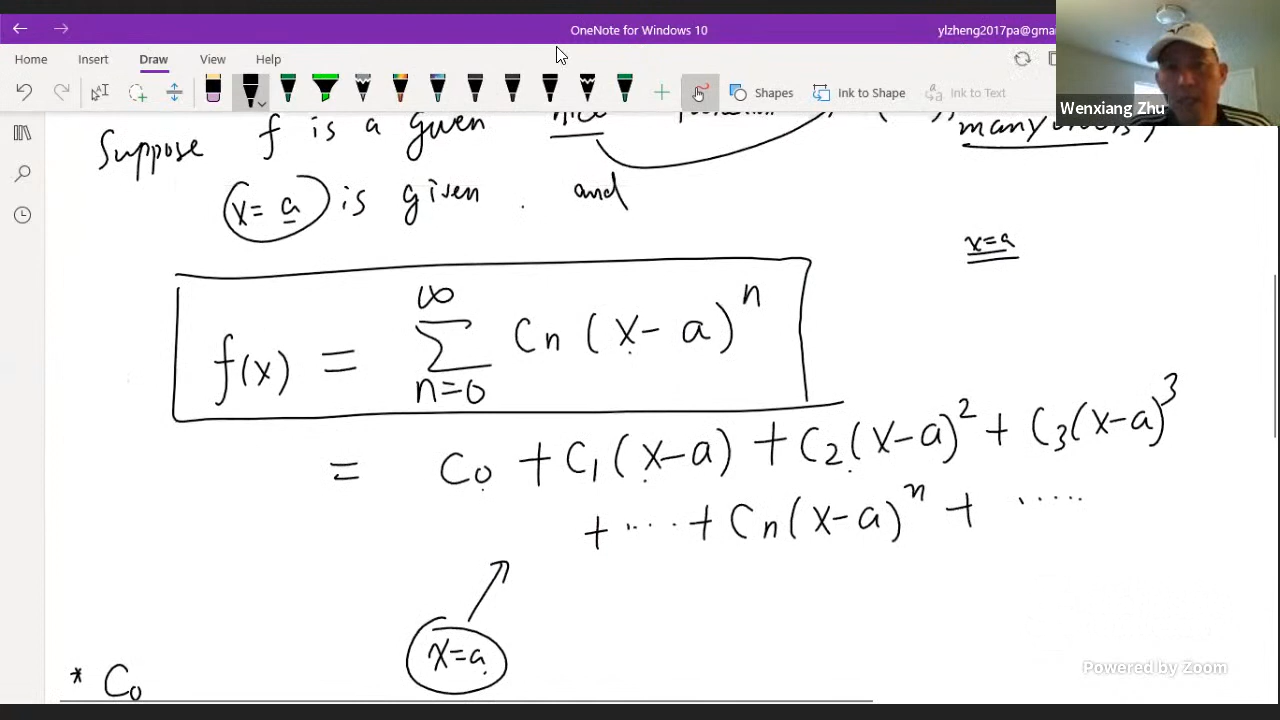 OneNote for Windows 10
ylzheng2017pa@gma
Home Insert Draw View Help
Shapes Ink to Shape Ink to Text
Wenxiang Zhu
Suppose f is a given nice
many orders)
x = a is given . and
x=a
f(x) = ∑ n=0 ∞ Cn (x-a)^n
= C0 + C1(x-a) + C2(x-a)^2 + C3(x-a)^3
+ ..... + Cn(x-a)^n + .....
x=a
* C0
Powered by Zoom